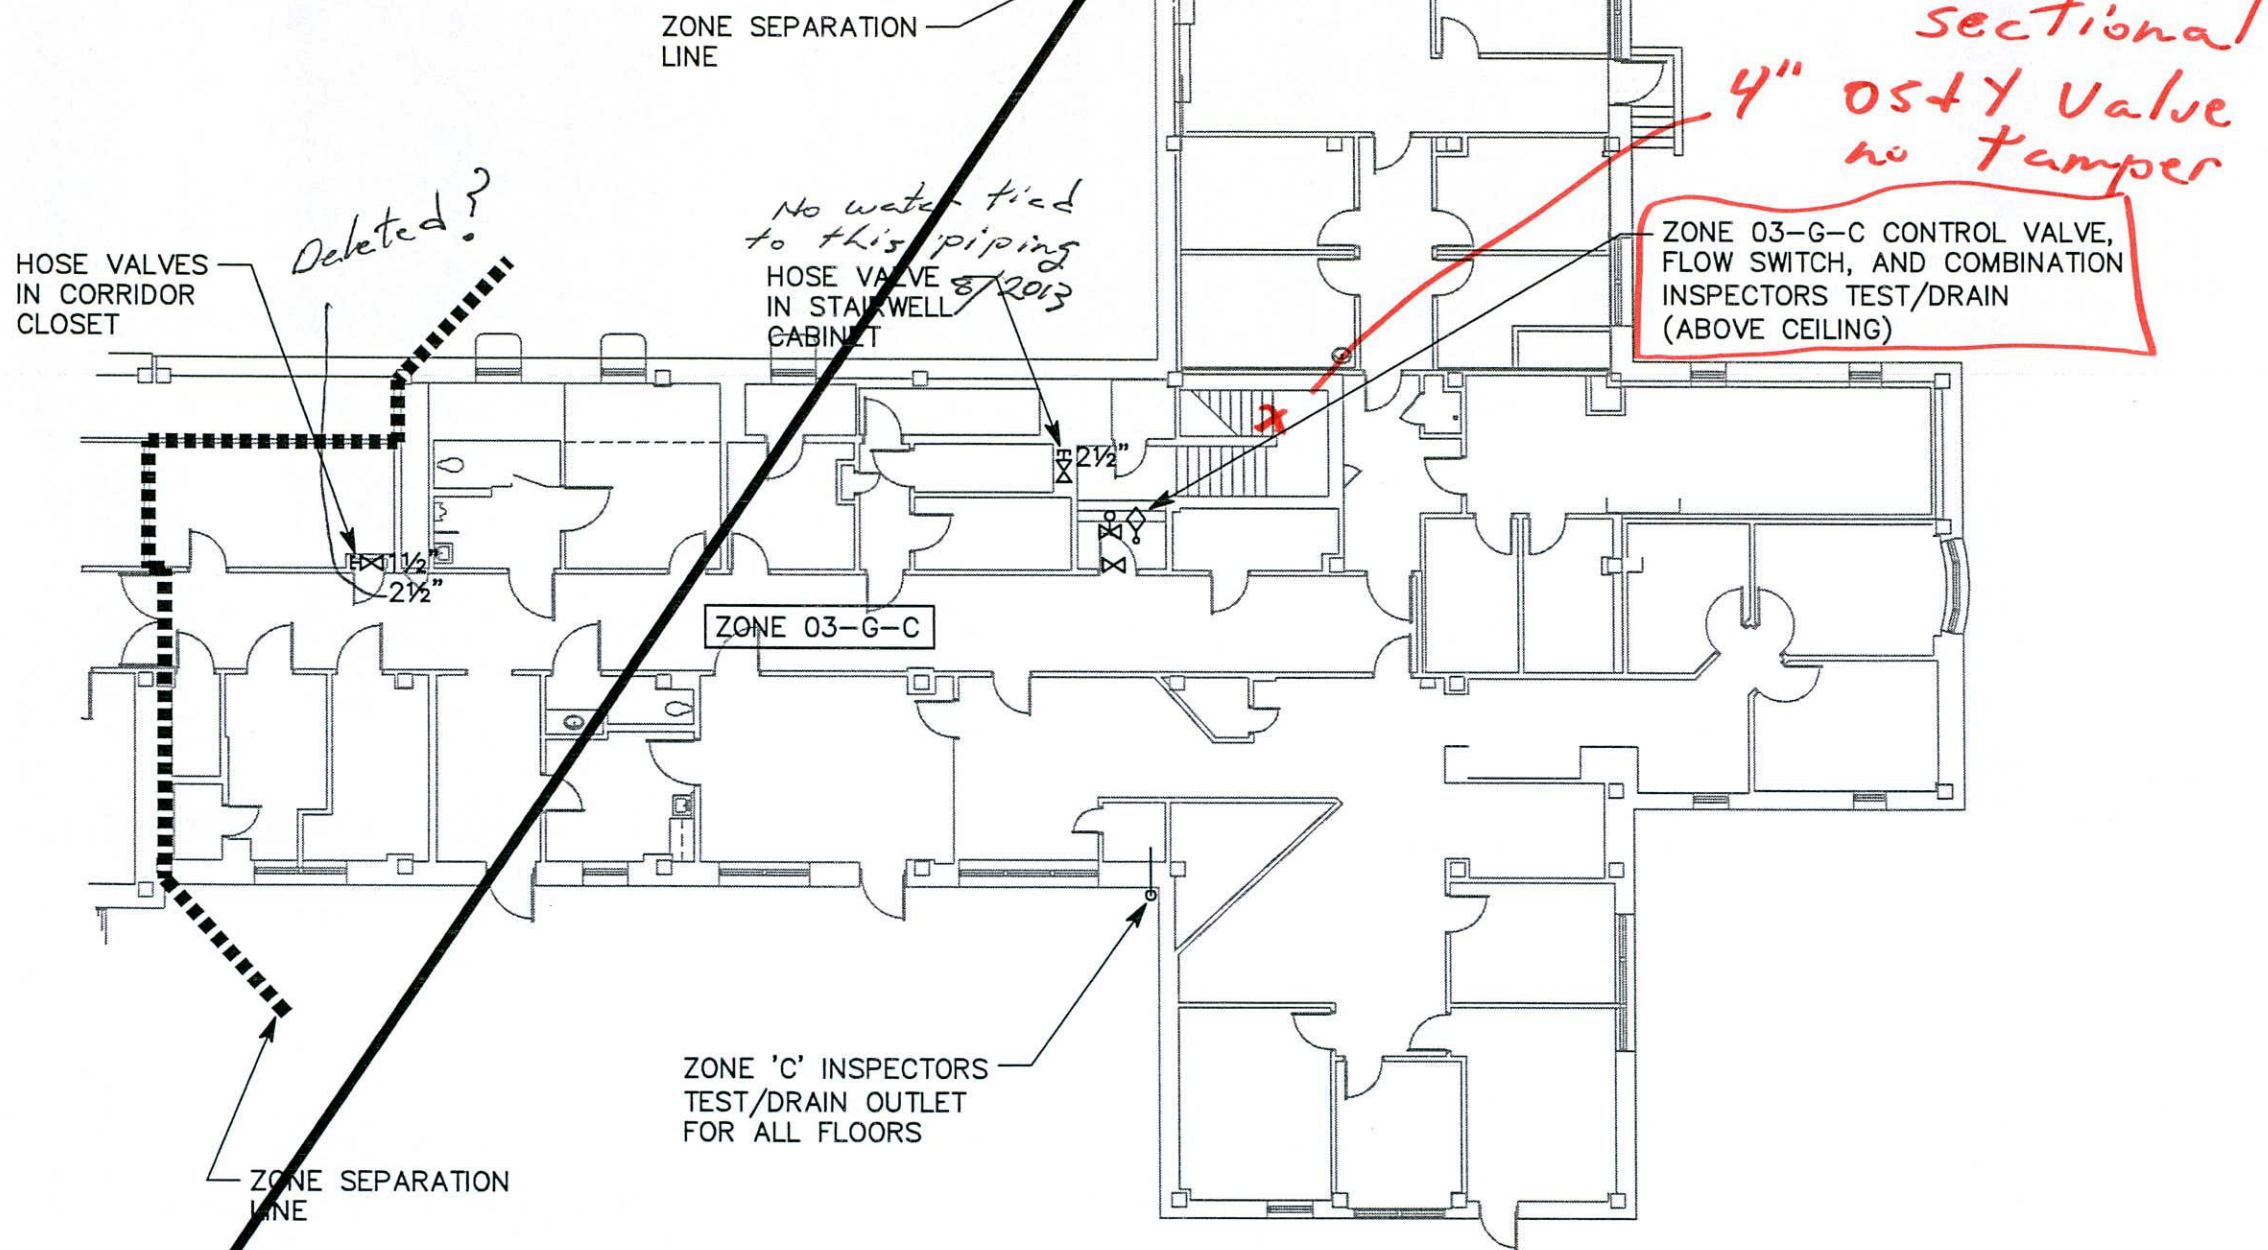 ZONE SEPARATION
LINE
sectional
4" OS+Y Valve
no tamper
Deleted?
No water tied
to this piping
8/2013
HOSE VALVES
IN CORRIDOR
CLOSET
HOSE VALVE
IN STAIRWELL
CABINET
ZONE 03-G-C CONTROL VALVE,
FLOW SWITCH, AND COMBINATION
INSPECTORS TEST/DRAIN
(ABOVE CEILING)
x
2½"
1½"
2½"
ZONE 03-G-C
ZONE 'C' INSPECTORS
TEST/DRAIN OUTLET
FOR ALL FLOORS
ZONE SEPARATION
LINE